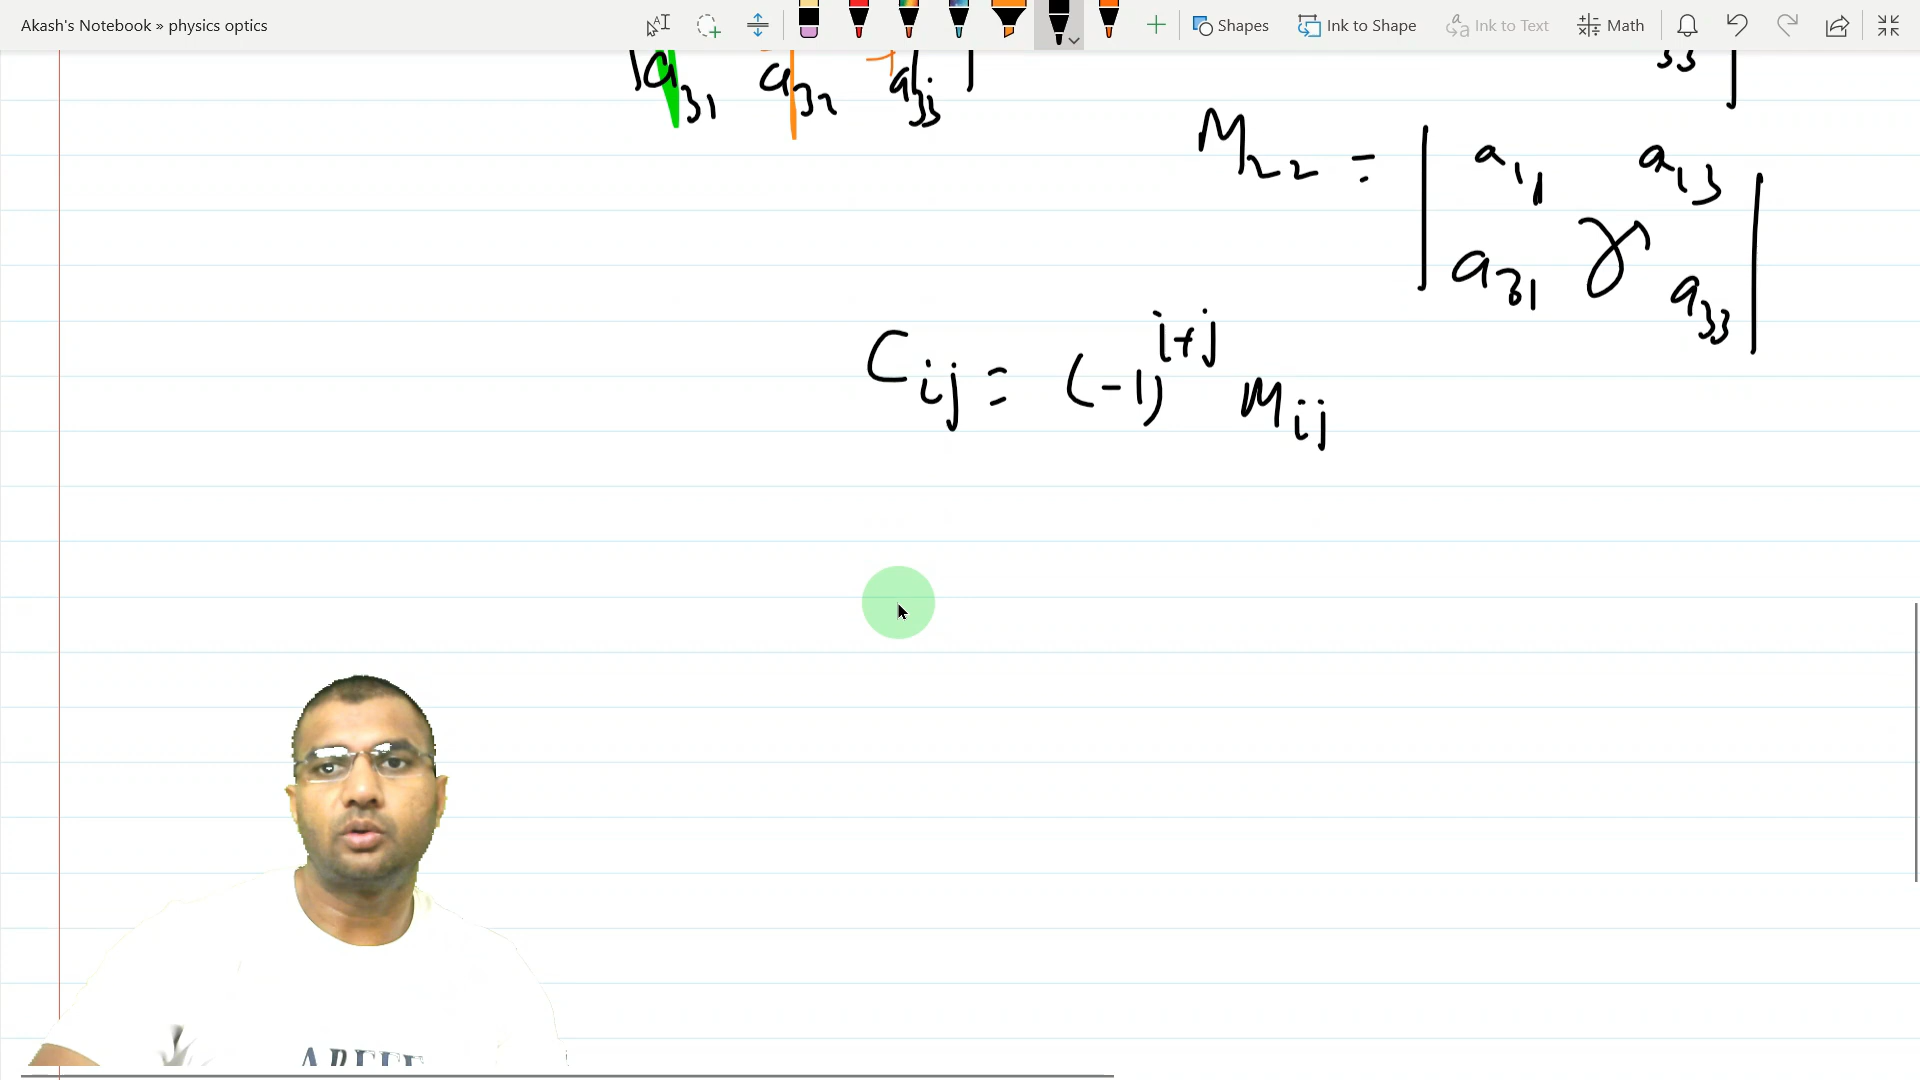 Akash's Notebook » physics optics
Shapes
Ink to Shape
Ink to Text
Math
a31 a32 a33
33
M22 = | a11 a13 |
| a31 γ a33 |
Cij = (-1)^i+j Mij